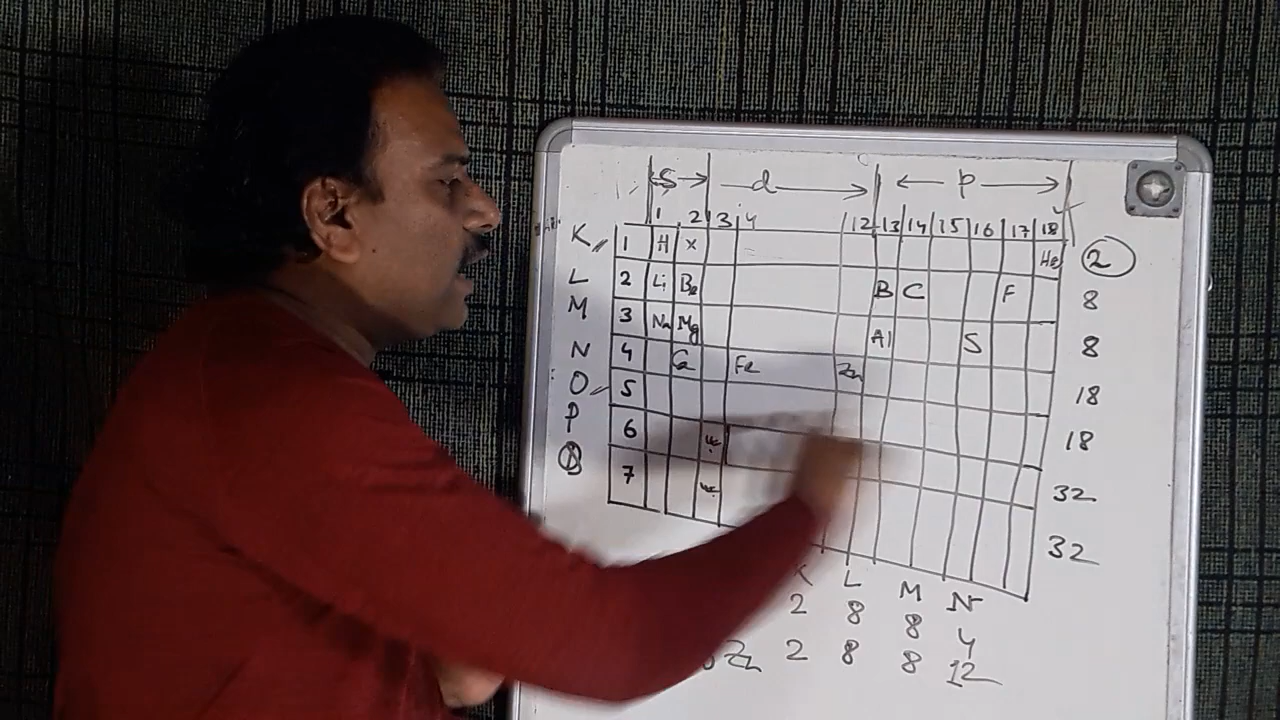 S d p
1 2 3 4 12 13 14 15 16 17 18
K 1 H × He 2
L 2 Li Be B C F 8
M 3 Na Mg Al S 8
N 4 Ca Fe Zn 18
O 5 18
P 6 * 32
7 * 32
K L M N
2 8 8 4
Zn 2 8 8 12